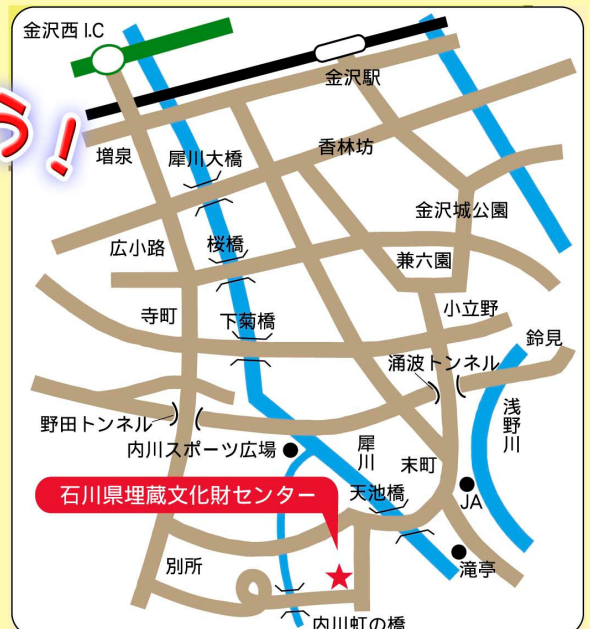 金沢西 I.C
う!
金沢駅
増泉
犀川大橋
香林坊
金沢城公園
広小路
桜橋
兼六園
寺町
下菊橋
小立野
鈴見
涌波トンネル
野田トンネル
浅野川
内川スポーツ広場
犀川
末町
石川県埋蔵文化財センター
天池橋
JA
別所
滝亭
内川虹の橋